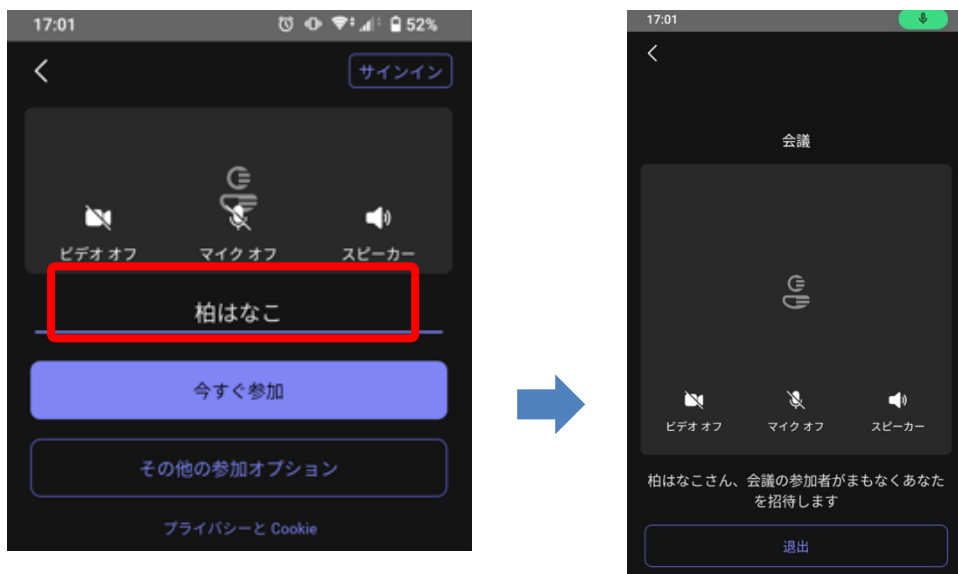 17:01
52%
サインイン
ビデオ オフ
マイク オフ
スピーカー
柏はなこ
今すぐ参加
その他の参加オプション
プライバシーと Cookie
17:01
会議
ビデオ オフ
マイク オフ
スピーカー
柏はなこさん、会議の参加者がまもなくあなた
を招待します
退出